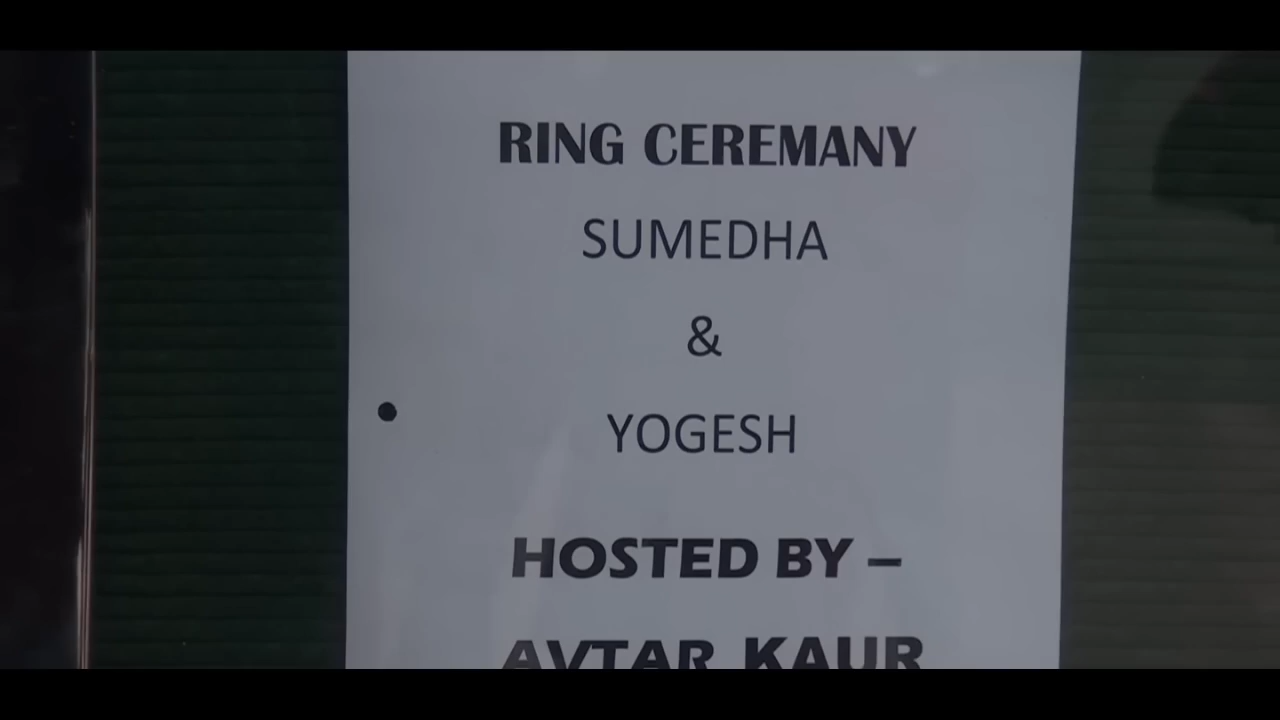 RING CEREMANY
SUMEDHA
&
YOGESH
HOSTED BY –
AVTAR KAUR